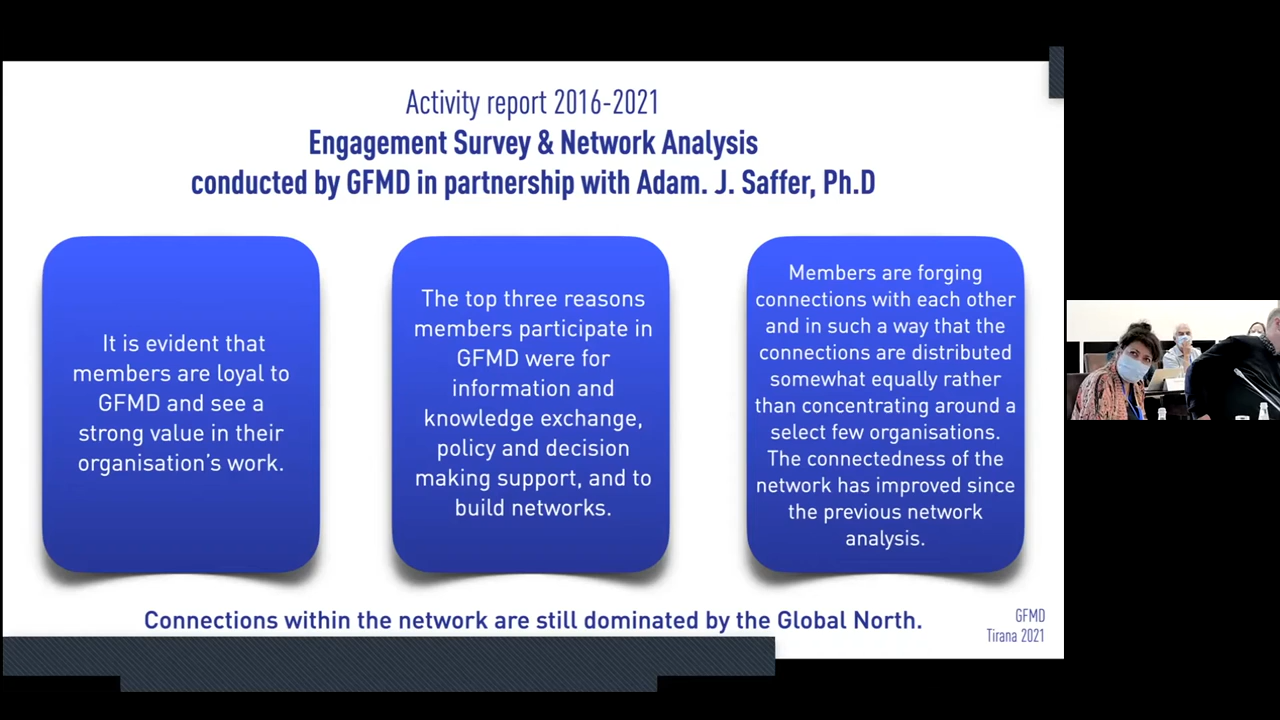 Activity report 2016-2021
Engagement Survey & Network Analysis
conducted by GFMD in partnership with Adam. J. Saffer, Ph.D
It is evident that
members are loyal to
GFMD and see a
strong value in their
organisation's work.
The top three reasons
members participate in
GFMD were for
information and
knowledge exchange,
policy and decision
making support, and to
build networks.
Members are forging
connections with each other
and in such a way that the
connections are distributed
somewhat equally rather
than concentrating around a
select few organisations.
The connectedness of the
network has improved since
the previous network
analysis.
Connections within the network are still dominated by the Global North.
GFMD
Tirana 2021